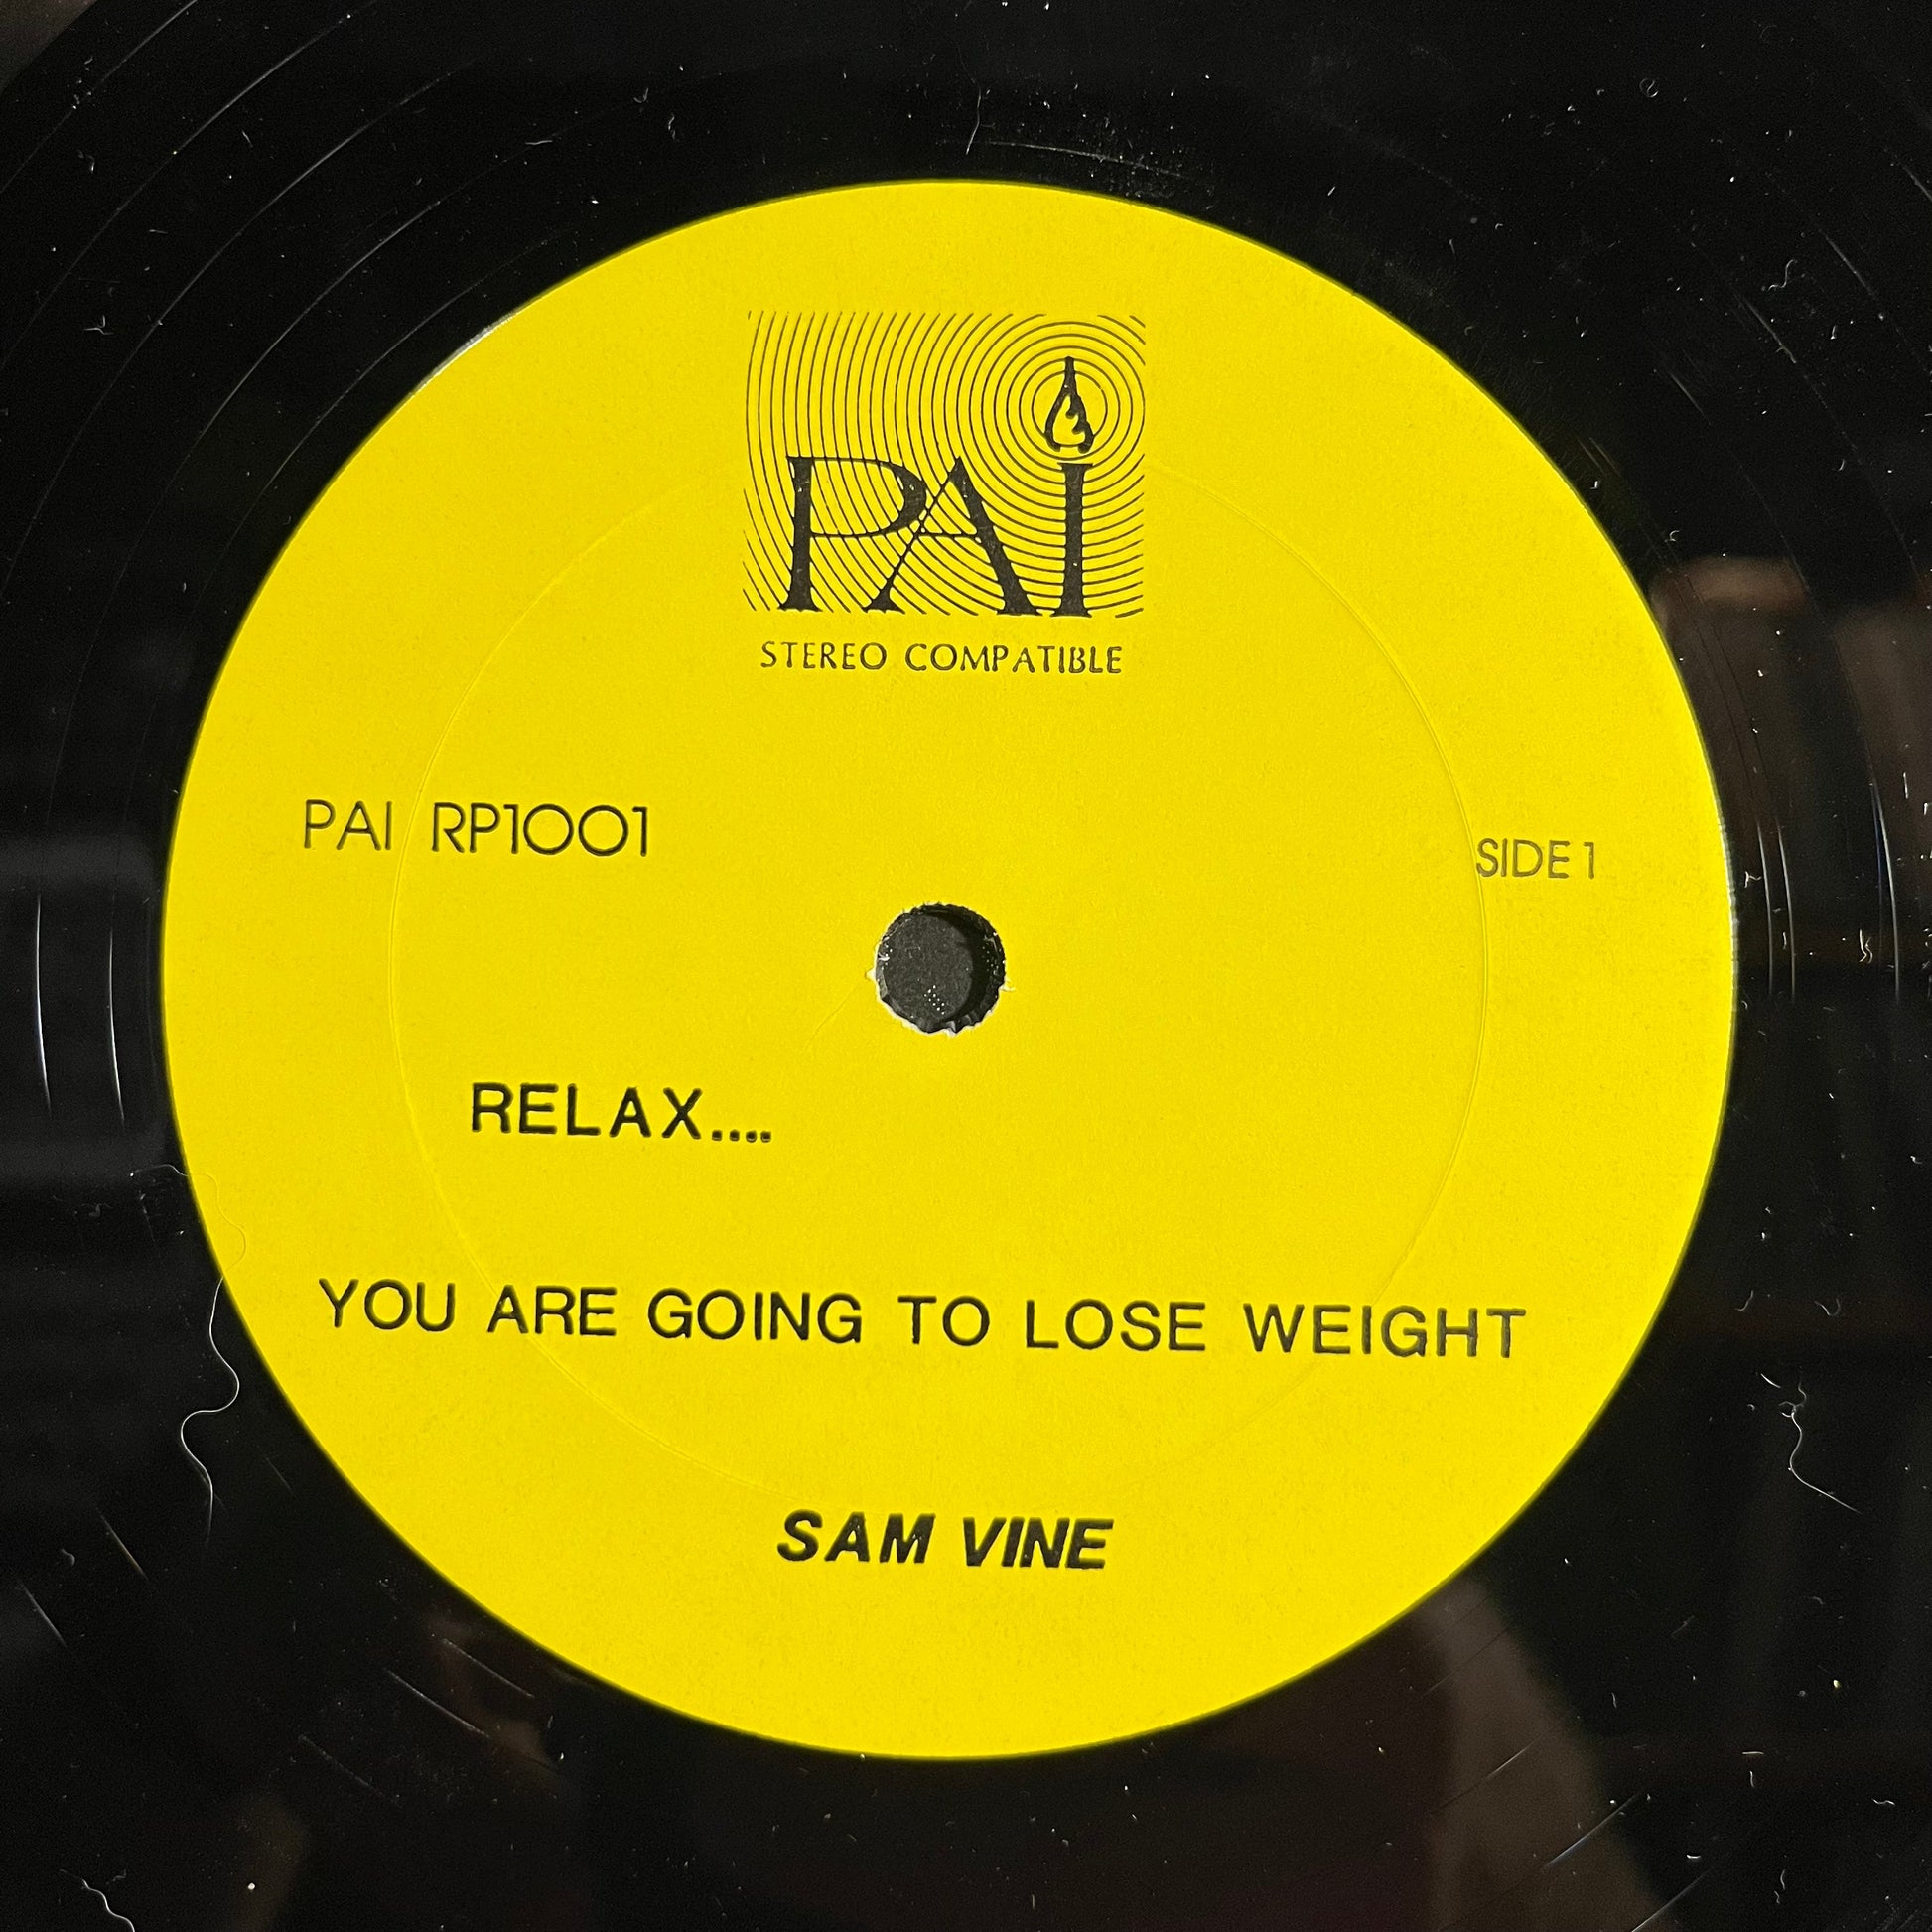 PAI
STEREO COMPATIBLE
PAI RP1001
SIDE 1
RELAX....
YOU ARE GOING TO LOSE WEIGHT
SAM VINE